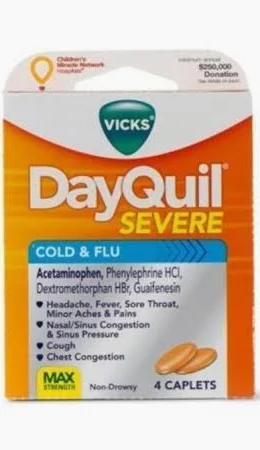 Children's
Miracle Network
Hospitals
minimum annual
$250,000
Donation
VICKS®
DayQuil®
SEVERE
COLD & FLU
Acetaminophen, Phenylephrine HCl,
Dextromethorphan HBr, Guaifenesin
Headache, Fever, Sore Throat,
Minor Aches & Pains
Nasal/Sinus Congestion
& Sinus Pressure
Cough
Chest Congestion
MAX
STRENGTH
Non-Drowsy
4 CAPLETS